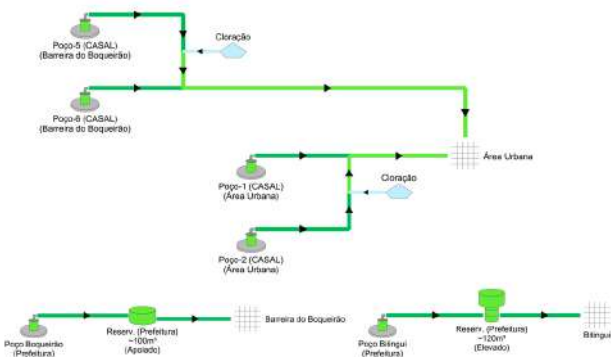 Poço-5 (CASAL)
(Barreira do Boqueirão)
Cloração
Poço-6 (CASAL)
(Barreira do Boqueirão)
Área Urbana
Poço-1 (CASAL)
(Área Urbana)
Cloração
Poço-2 (CASAL)
(Área Urbana)
Poço Boqueirão
(Prefeitura)
Reserv. (Prefeitura)
~100m³
(Apoiado)
Barreira do Boqueirão
Poço Bitingui
(Prefeitura)
Reserv. (Prefeitura)
~120m³
(Elevado)
Bitingui